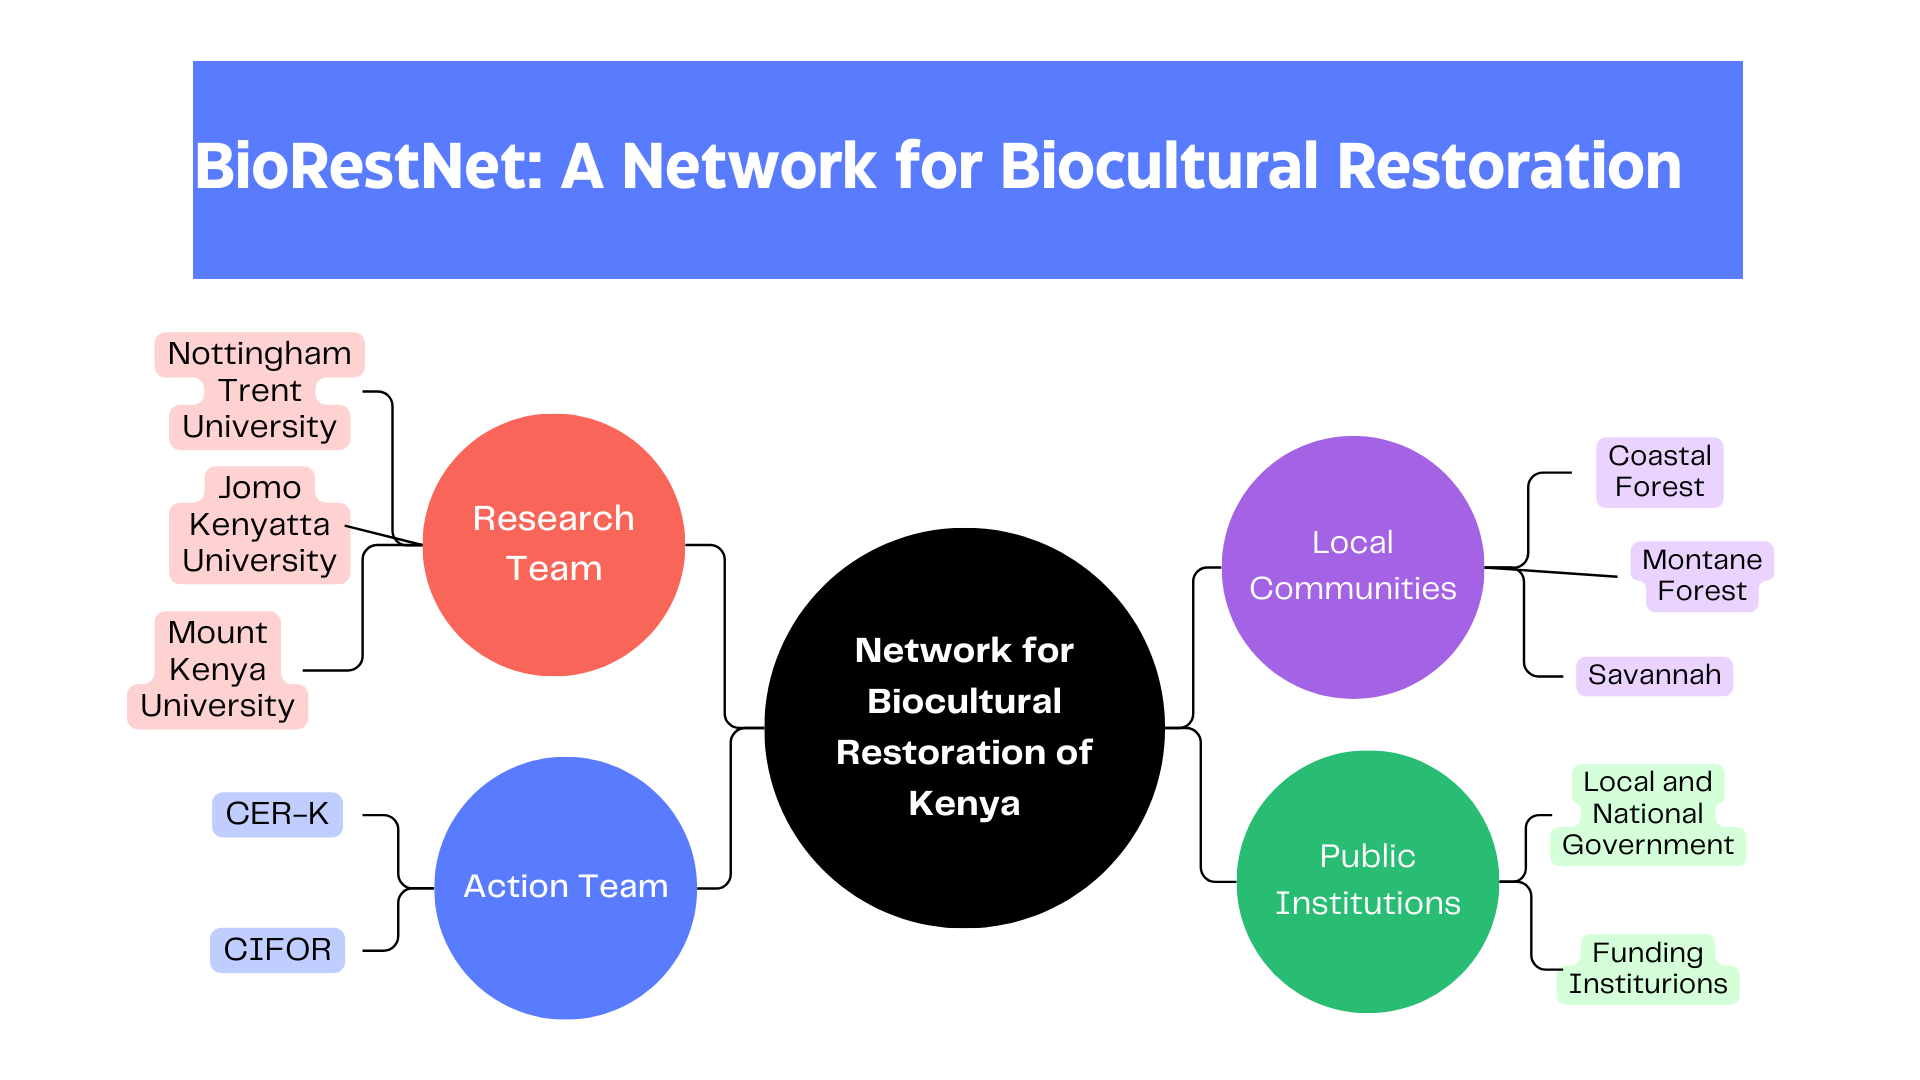 BioRestNet: A Network for Biocultural Restoration
Nottingham
Trent
University
Jomo
Kenyatta
University
Mount
Kenya
University
Research
Team
CER-K
CIFOR
Action Team
Network for
Biocultural
Restoration of
Kenya
Local
Communities
Coastal
Forest
Montane
Forest
Savannah
Public
Institutions
Local and
National
Government
Funding
Institurions